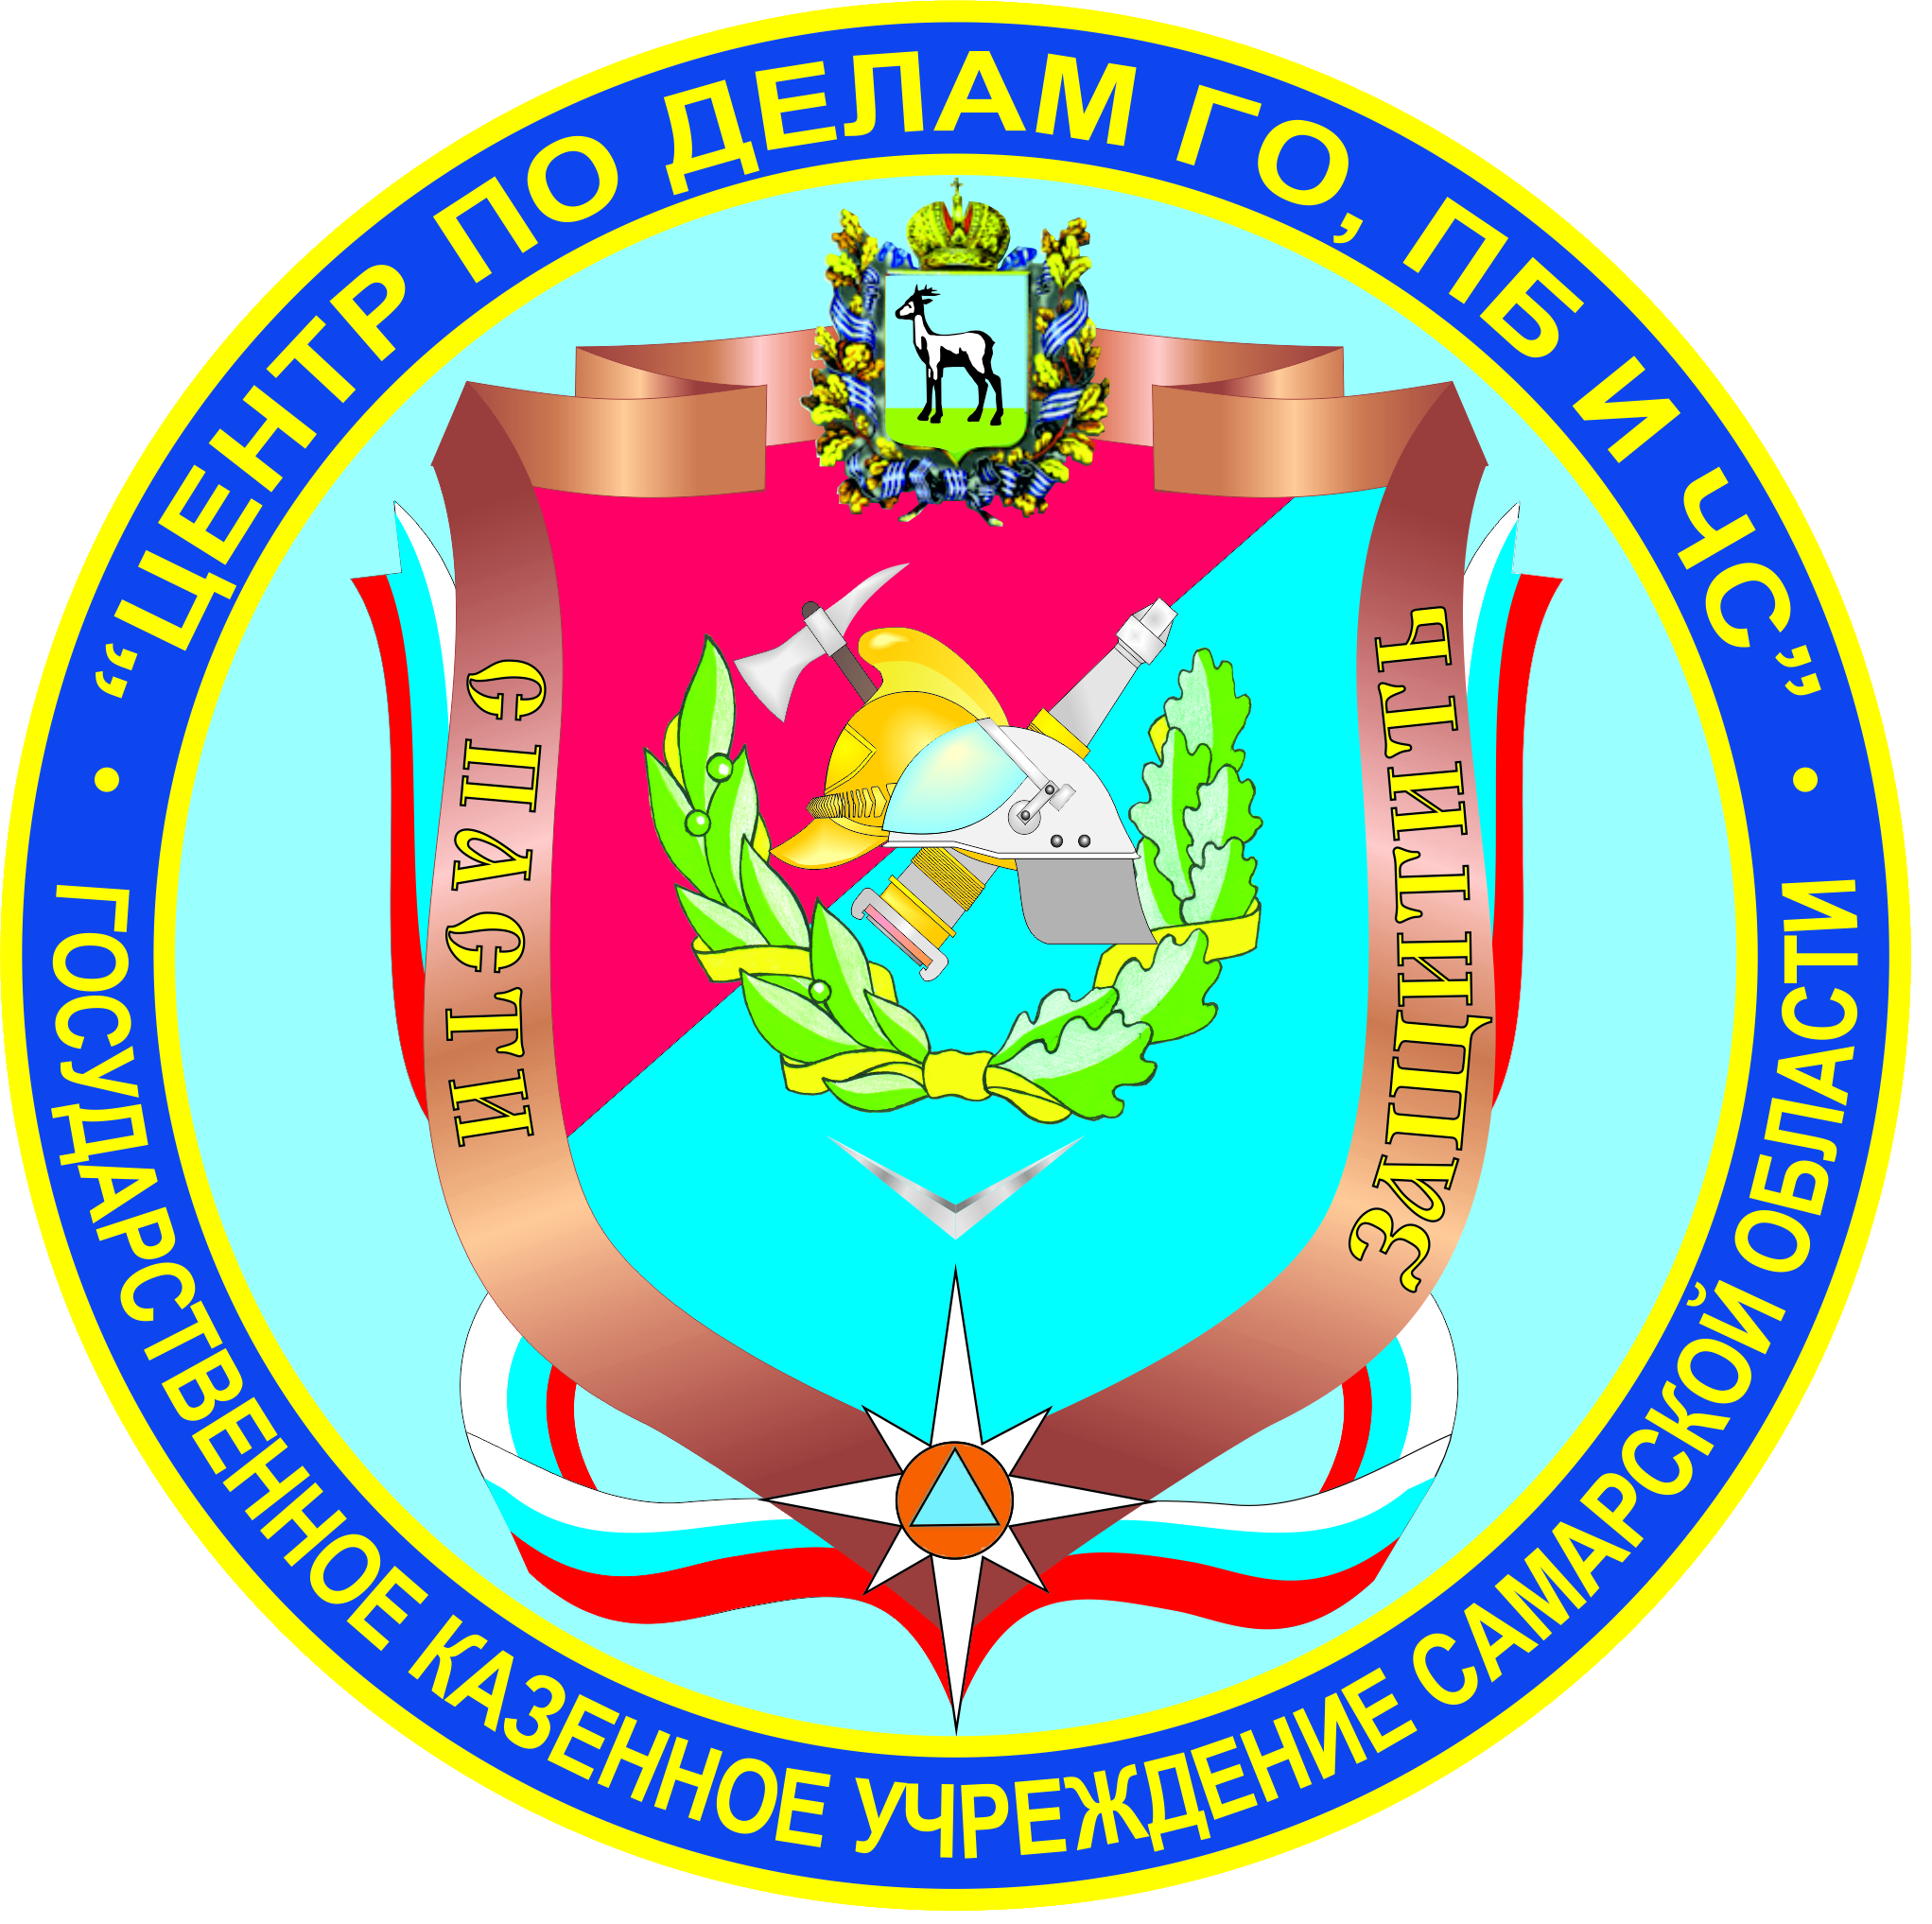 "ЦЕНТР ПО ДЕЛАМ ГО, ПБ И ЧС"
СПАСТИ
ЗАЩИТИТЬ
ГОСУДАРСТВЕННОЕ КАЗЕННОЕ УЧРЕЖДЕНИЕ САМАРСКОЙ ОБЛАСТИ